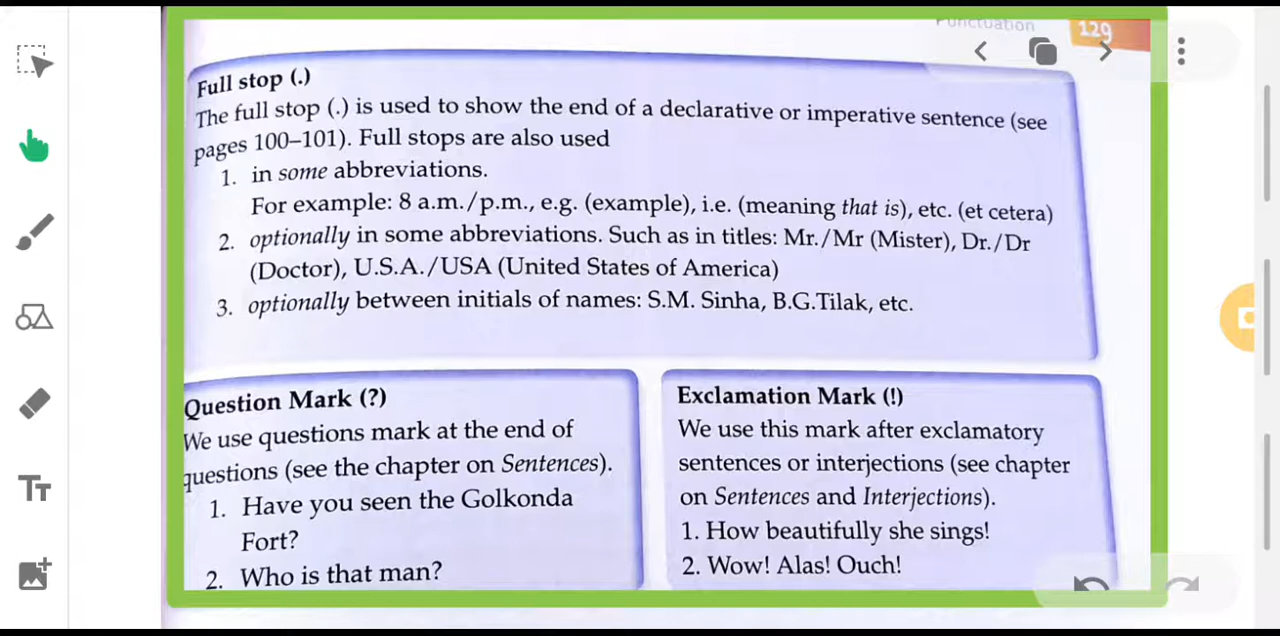 Punctuation
129
Full stop (.)
The full stop (.) is used to show the end of a declarative or imperative sentence (see
pages 100–101). Full stops are also used
1. in some abbreviations.
For example: 8 a.m./p.m., e.g. (example), i.e. (meaning that is), etc. (et cetera)
2. optionally in some abbreviations. Such as in titles: Mr./Mr (Mister), Dr./Dr
(Doctor), U.S.A./USA (United States of America)
3. optionally between initials of names: S.M. Sinha, B.G.Tilak, etc.
Question Mark (?)
We use questions mark at the end of
questions (see the chapter on Sentences).
1. Have you seen the Golkonda
Fort?
2. Who is that man?
Exclamation Mark (!)
We use this mark after exclamatory
sentences or interjections (see chapter
on Sentences and Interjections).
1. How beautifully she sings!
2. Wow! Alas! Ouch!
TT